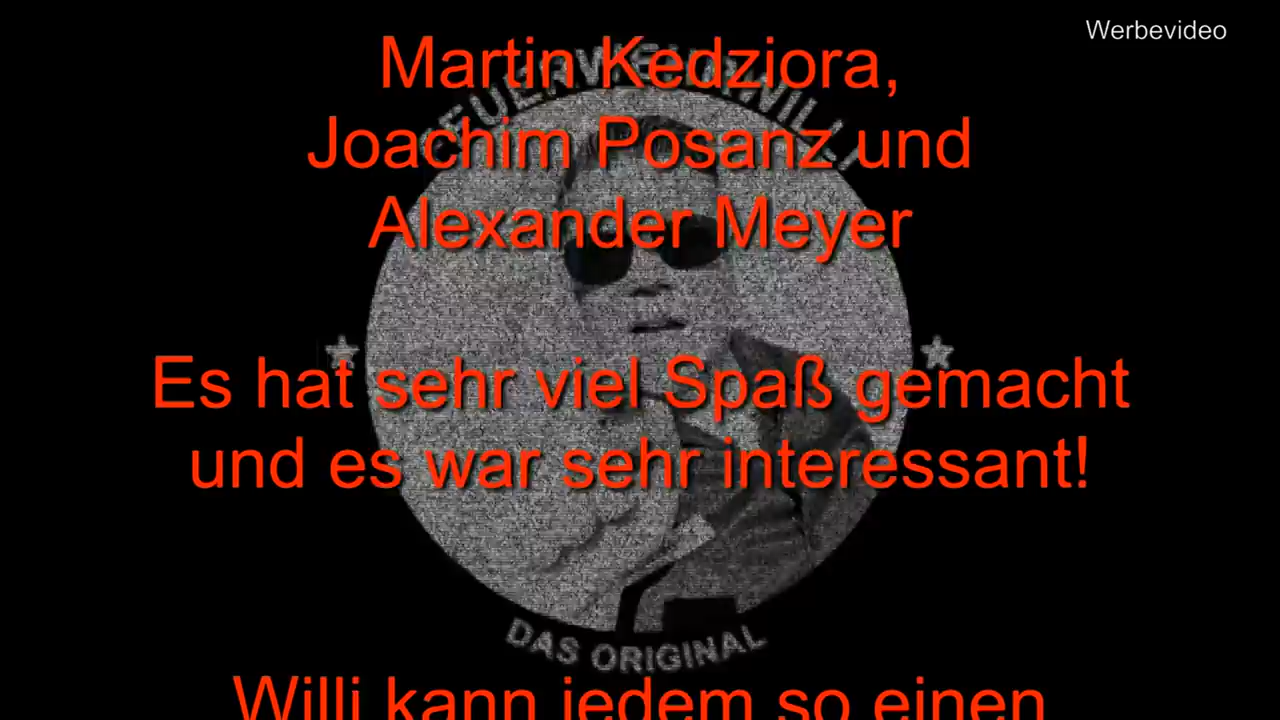 Werbevideo
Martin Kedziora,
Joachim Posanz und
Alexander Meyer
Es hat sehr viel Spaß gemacht
und es war sehr interessant!
DAS ORIGINAL
Willi kann jedem so einen